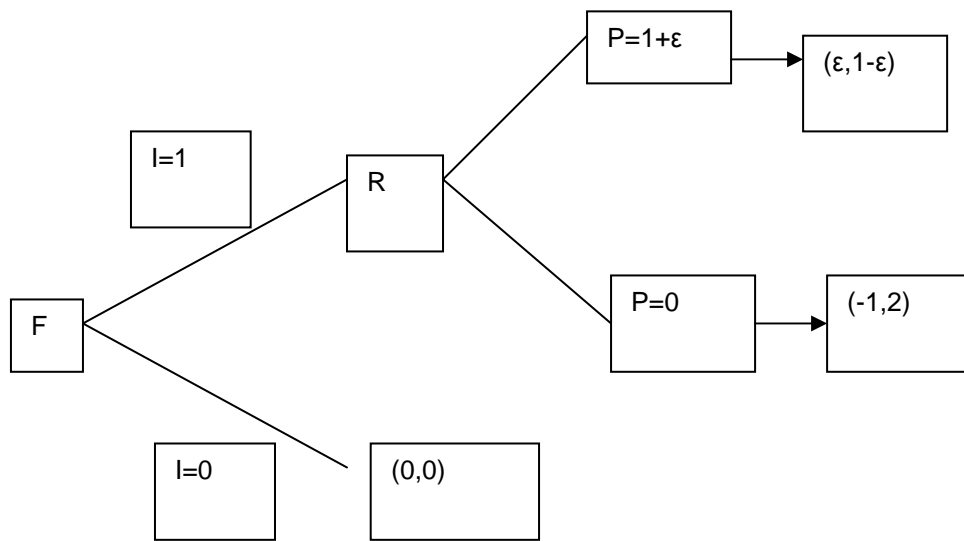 P=1+ε
(ε,1-ε)
I=1
R
P=0
(-1,2)
F
I=0
(0,0)